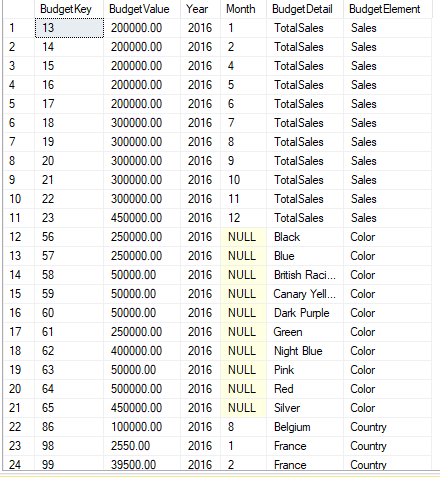 BudgetKey BudgetValue Year Month BudgetDetail BudgetElement
1 13 200000.00 2016 1 TotalSales Sales
2 14 200000.00 2016 2 TotalSales Sales
3 15 200000.00 2016 4 TotalSales Sales
4 16 200000.00 2016 5 TotalSales Sales
5 17 200000.00 2016 6 TotalSales Sales
6 18 300000.00 2016 7 TotalSales Sales
7 19 300000.00 2016 8 TotalSales Sales
8 20 300000.00 2016 9 TotalSales Sales
9 21 300000.00 2016 10 TotalSales Sales
10 22 300000.00 2016 11 TotalSales Sales
11 23 450000.00 2016 12 TotalSales Sales
12 56 250000.00 2016 NULL Black Color
13 57 250000.00 2016 NULL Blue Color
14 58 50000.00 2016 NULL British Raci... Color
15 59 50000.00 2016 NULL Canary Yell... Color
16 60 50000.00 2016 NULL Dark Purple Color
17 61 250000.00 2016 NULL Green Color
18 62 400000.00 2016 NULL Night Blue Color
19 63 50000.00 2016 NULL Pink Color
20 64 500000.00 2016 NULL Red Color
21 65 450000.00 2016 NULL Silver Color
22 86 100000.00 2016 8 Belgium Country
23 98 2550.00 2016 1 France Country
24 99 39500.00 2016 2 France Country